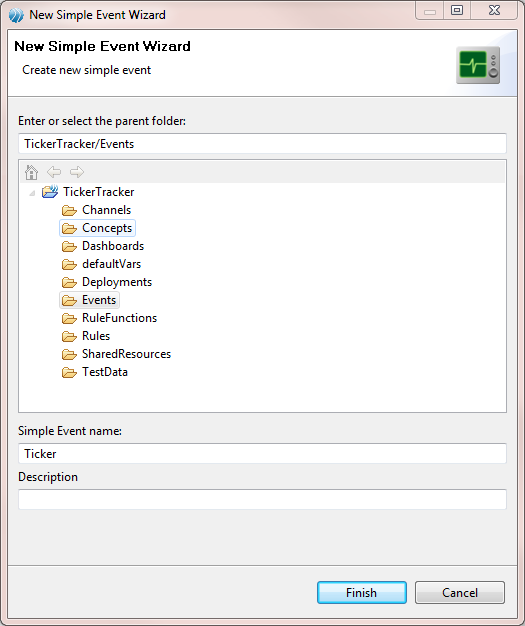 New Simple Event Wizard
New Simple Event Wizard
Create new simple event
Enter or select the parent folder:
TickerTracker/Events
TickerTracker
Channels
Concepts
Dashboards
defaultVars
Deployments
Events
RuleFunctions
Rules
SharedResources
TestData
Simple Event name:
Ticker
Description
Finish Cancel